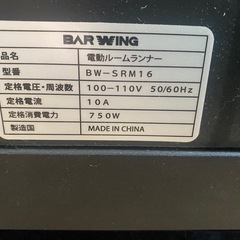 BARWING
品名 電動ルームランナー
型番 BW-SRM16
定格電圧・周波数 100-110V 50/60Hz
定格電流 10A
定格消費電力 750W
製造国 MADE IN CHINA